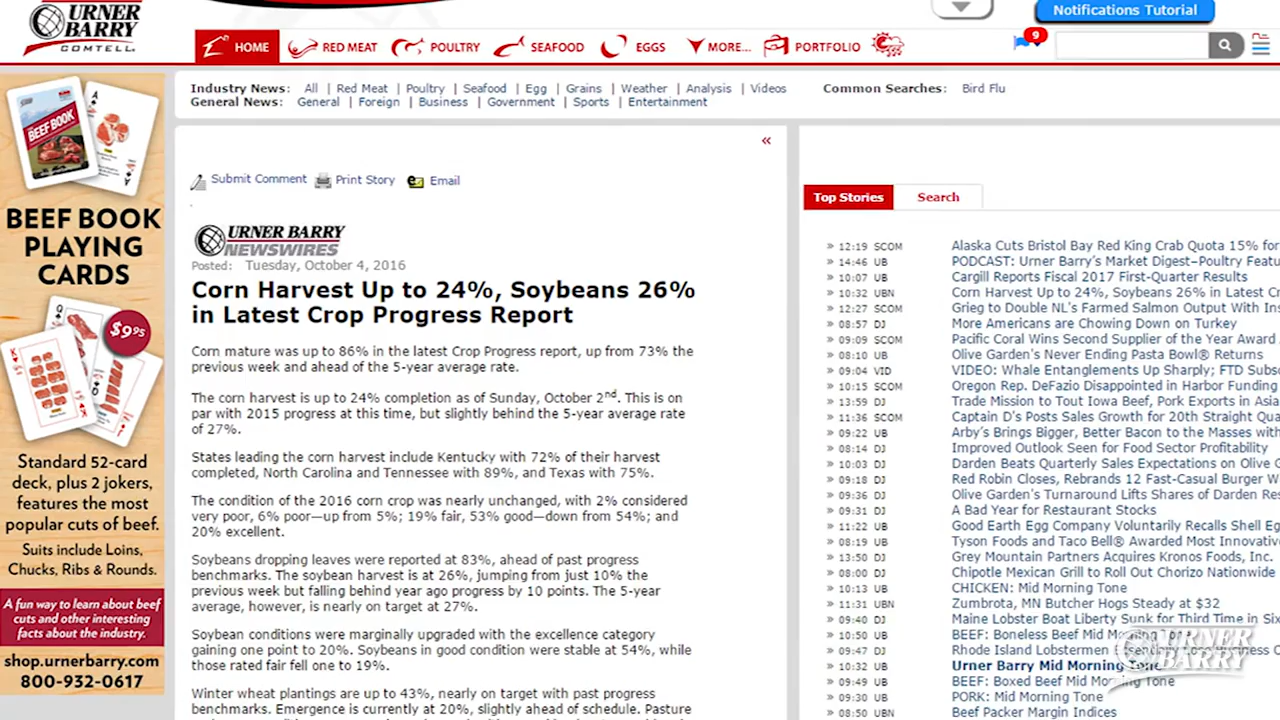 URNER
BARRY
COMTELL
Notifications Tutorial
HOME
RED MEAT
POULTRY
SEAFOOD
EGGS
MORE...
PORTFOLIO
9
Industry News: All | Red Meat | Poultry | Seafood | Egg | Grains | Weather | Analysis | Videos
General News: General | Foreign | Business | Government | Sports | Entertainment
Common Searches: Bird Flu
«
Submit Comment
Print Story
Email
URNER BARRY
NEWSWIRES
Posted: Tuesday, October 4, 2016
Corn Harvest Up to 24%, Soybeans 26%
in Latest Crop Progress Report
Corn mature was up to 86% in the latest Crop Progress report, up from 73% the
previous week and ahead of the 5-year average rate.
The corn harvest is up to 24% completion as of Sunday, October 2nd. This is on
par with 2015 progress at this time, but slightly behind the 5-year average rate
of 27%.
States leading the corn harvest include Kentucky with 72% of their harvest
completed, North Carolina and Tennessee with 89%, and Texas with 75%.
The condition of the 2016 corn crop was nearly unchanged, with 2% considered
very poor, 6% poor—up from 5%; 19% fair, 53% good—down from 54%; and
20% excellent.
Soybeans dropping leaves were reported at 83%, ahead of past progress
benchmarks. The soybean harvest is at 26%, jumping from just 10% the
previous week but falling behind year ago progress by 10 points. The 5-year
average, however, is nearly on target at 27%.
Soybean conditions were marginally upgraded with the excellence category
gaining one point to 20%. Soybeans in good condition were stable at 54%, while
those rated fair fell one to 19%.
Winter wheat plantings are up to 43%, nearly on target with past progress
benchmarks. Emergence is currently at 20%, slightly ahead of schedule. Pasture
BEEF BOOK
BEEF BOOK
PLAYING
CARDS
$9.95
Standard 52-card
deck, plus 2 jokers,
features the most
popular cuts of beef.
Suits include Loins,
Chucks, Ribs & Rounds.
A fun way to learn about beef
cuts and other interesting
facts about the industry.
shop.urnerbarry.com
800-932-0617
Top Stories
Search
» 12:19 SCOM Alaska Cuts Bristol Bay Red King Crab Quota 15% for
» 14:46 UB PODCAST: Urner Barry's Market Digest–Poultry Featu
» 10:07 UB Cargill Reports Fiscal 2017 First-Quarter Results
» 10:32 UBN Corn Harvest Up to 24%, Soybeans 26% in Latest Cr
» 12:27 SCOM Grieg to Double NL's Farmed Salmon Output With Ins
» 08:57 DJ More Americans are Chowing Down on Turkey
» 09:09 SCOM Pacific Coral Wins Second Supplier of the Year Award
» 08:10 UB Olive Garden's Never Ending Pasta Bowl® Returns
» 09:04 VID VIDEO: Whale Entanglements Up Sharply; FTD Subsc
» 10:15 SCOM Oregon Rep. DeFazio Disappointed in Harbor Funding
» 13:59 DJ Trade Mission to Tout Iowa Beef, Pork Exports in Asia
» 11:36 SCOM Captain D's Posts Sales Growth for 20th Straight Qua
» 09:22 UB Arby's Brings Bigger, Better Bacon to the Masses with
» 08:14 DJ Improved Outlook Seen for Food Sector Profitability
» 10:03 DJ Darden Beats Quarterly Sales Expectations on Olive G
» 09:18 DJ Red Robin Closes, Rebrands 12 Fast-Casual Burger W
» 09:36 DJ Olive Garden's Turnaround Lifts Shares of Darden Res
» 09:51 DJ A Bad Year for Restaurant Stocks
» 11:22 UB Good Earth Egg Company Voluntarily Recalls Shell Eg
» 08:19 UB Tyson Foods and Taco Bell® Awarded Most Innovativ
» 13:50 DJ Grey Mountain Partners Acquires Kronos Foods, Inc.
» 08:00 DJ Chipotle Mexican Grill to Roll Out Chorizo Nationwide
» 10:13 UB CHICKEN: Mid Morning Tone
» 11:31 UBN Zumbrota, MN Butcher Hogs Steady at $32
» 09:40 DJ Maine Lobster Boat Liberty Sunk for Third Time in Six
» 10:50 UB BEEF: Boneless Beef Mid Morning Tone
» 09:47 DJ Rhode Island Lobstermen
» 10:32 UB Urner Barry Mid Morning Tone
» 09:49 UB BEEF: Boxed Beef Mid Morning Tone
» 09:30 UB PORK: Mid Morning Tone
» 08:50 UBN Beef Packer Margin Indices
URNER
BARRY